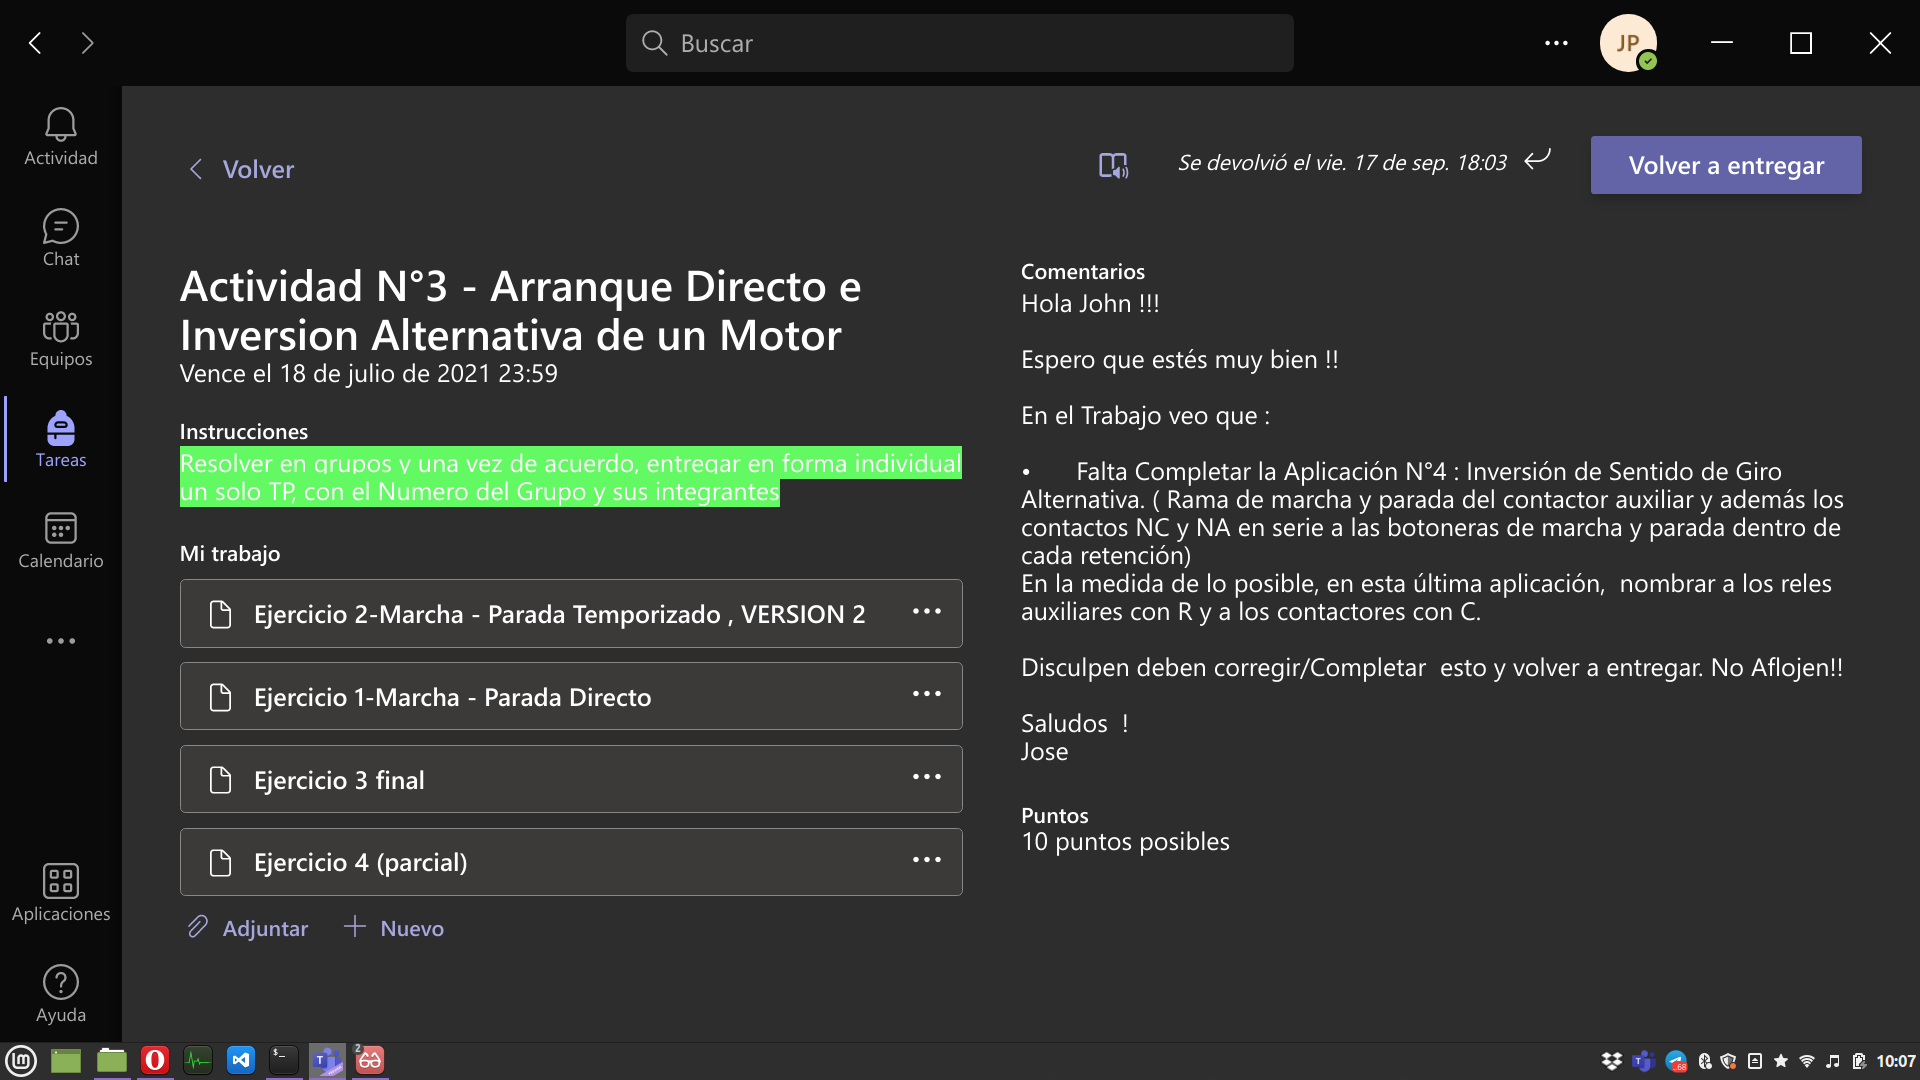 Buscar
JP
Actividad
Chat
Equipos
Tareas
Calendario
Aplicaciones
Ayuda
Volver
Se devolvió el vie. 17 de sep. 18:03
Volver a entregar
Actividad N°3 - Arranque Directo e
Inversion Alternativa de un Motor
Vence el 18 de julio de 2021 23:59
Instrucciones
Resolver en grupos y una vez de acuerdo, entregar en forma individual
un solo TP, con el Numero del Grupo y sus integrantes
Mi trabajo
Ejercicio 2-Marcha - Parada Temporizado , VERSION 2
Ejercicio 1-Marcha - Parada Directo
Ejercicio 3 final
Ejercicio 4 (parcial)
Adjuntar
Nuevo
Comentarios
Hola John !!!
Espero que estés muy bien !!
En el Trabajo veo que :
• Falta Completar la Aplicación N°4 : Inversión de Sentido de Giro
Alternativa. ( Rama de marcha y parada del contactor auxiliar y además los
contactos NC y NA en serie a las botoneras de marcha y parada dentro de
cada retención)
En la medida de lo posible, en esta última aplicación, nombrar a los reles
auxiliares con R y a los contactores con C.
Disculpen deben corregir/Completar esto y volver a entregar. No Aflojen!!
Saludos !
Jose
Puntos
10 puntos posibles
2
68
10:07